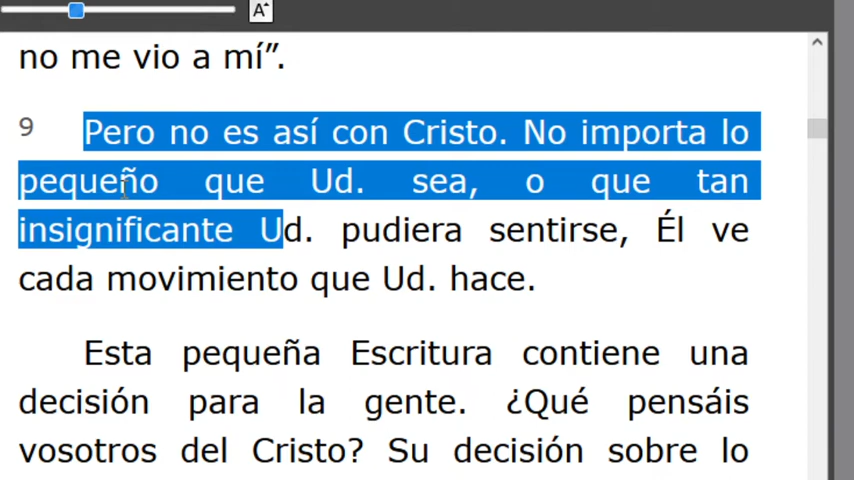 A
no me vio a mí”.
9 Pero no es así con Cristo. No importa lo
pequeño que Ud. sea, o que tan
insignificante Ud. pudiera sentirse, Él ve
cada movimiento que Ud. hace.
Esta pequeña Escritura contiene una
decisión para la gente. ¿Qué pensáis
vosotros del Cristo? Su decisión sobre lo